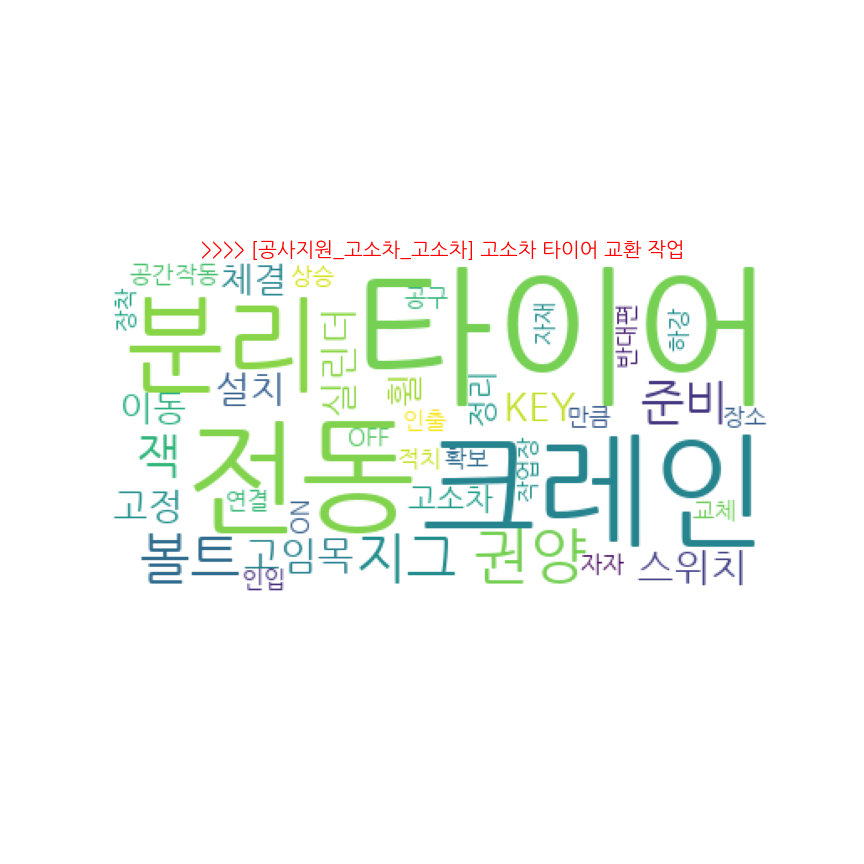 >>>> [공사지원_고소차_고소차] 고소차 타이어 교환 작업
공간 작동 체결 상승
장착 분리 타이어
공구 자재 반대편 하강
실린더 휠 정리
이동 설치 인출 KEY 만큼 준비 장소
OFF
잭 전동 적치 확보 작업장 크레인
고정 연결 ON 고소차 교체
볼트 고임목 지그 권양 자자 스위치
인입